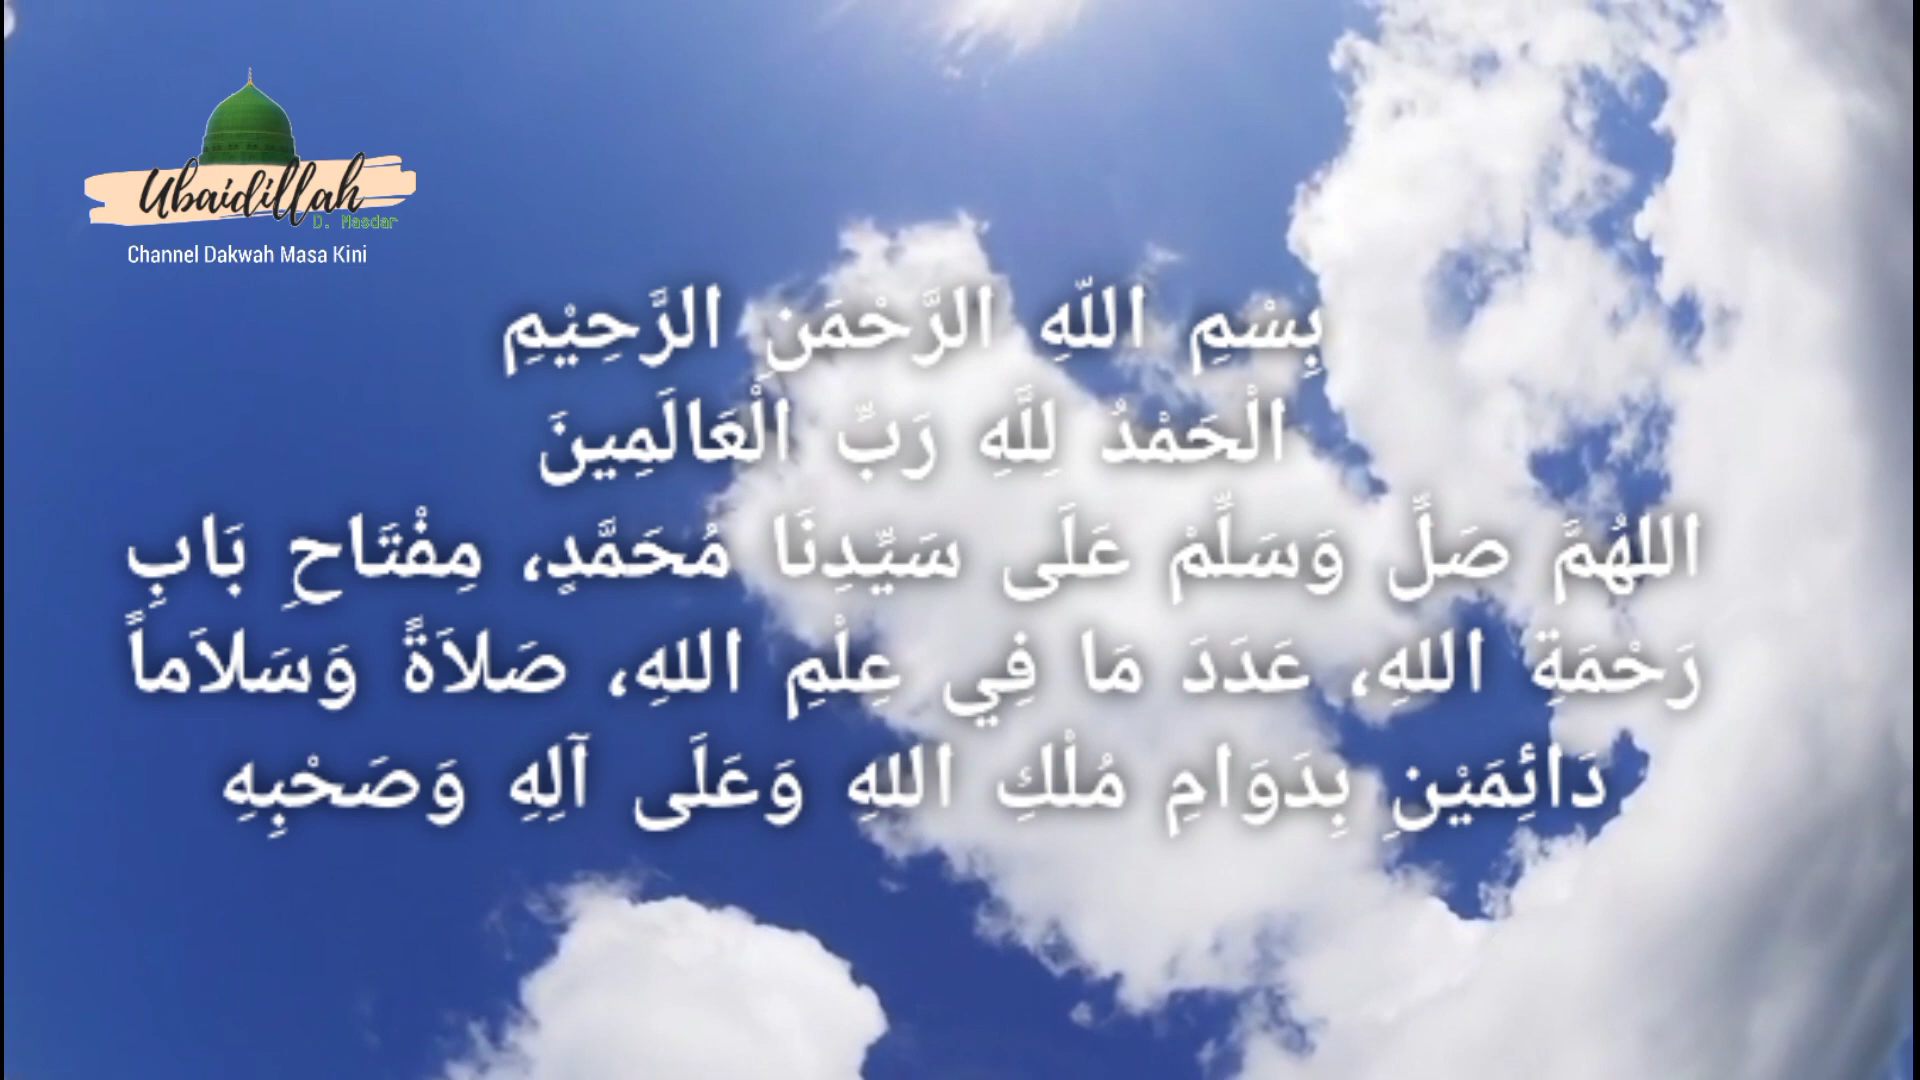 Ubaidillah
D. Masdar
Channel Dakwah Masa Kini
بِسْمِ اللّٰهِ الرَّحْمَنِ الرَّحِيْمِ
الْحَمْدُ لِلَّهِ رَبِّ الْعَالَمِينَ
اللهُمَّ صَلِّ وَسَلِّمْ عَلَى سَيِّدِنَا مُحَمَّدٍ، مِفْتَاحِ بَابِ
رَحْمَةِ اللهِ، عَدَدَ مَا فِي عِلْمِ اللهِ، صَلاَةً وَسَلاَماً
دَائِمَيْنِ بِدَوَامِ مُلْكِ اللهِ وَعَلَى آلِهِ وَصَحْبِهِ